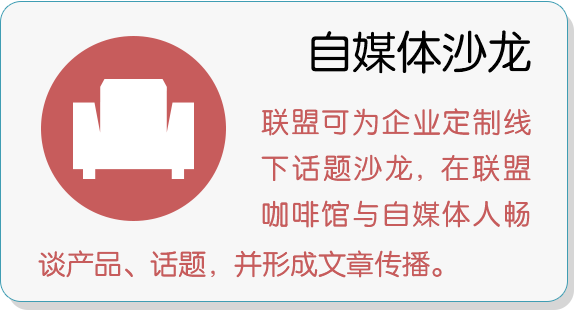 自媒体沙龙
联盟可为企业定制线
下话题沙龙，在联盟
咖啡馆与自媒体人畅
谈产品、话题，并形成文章传播。